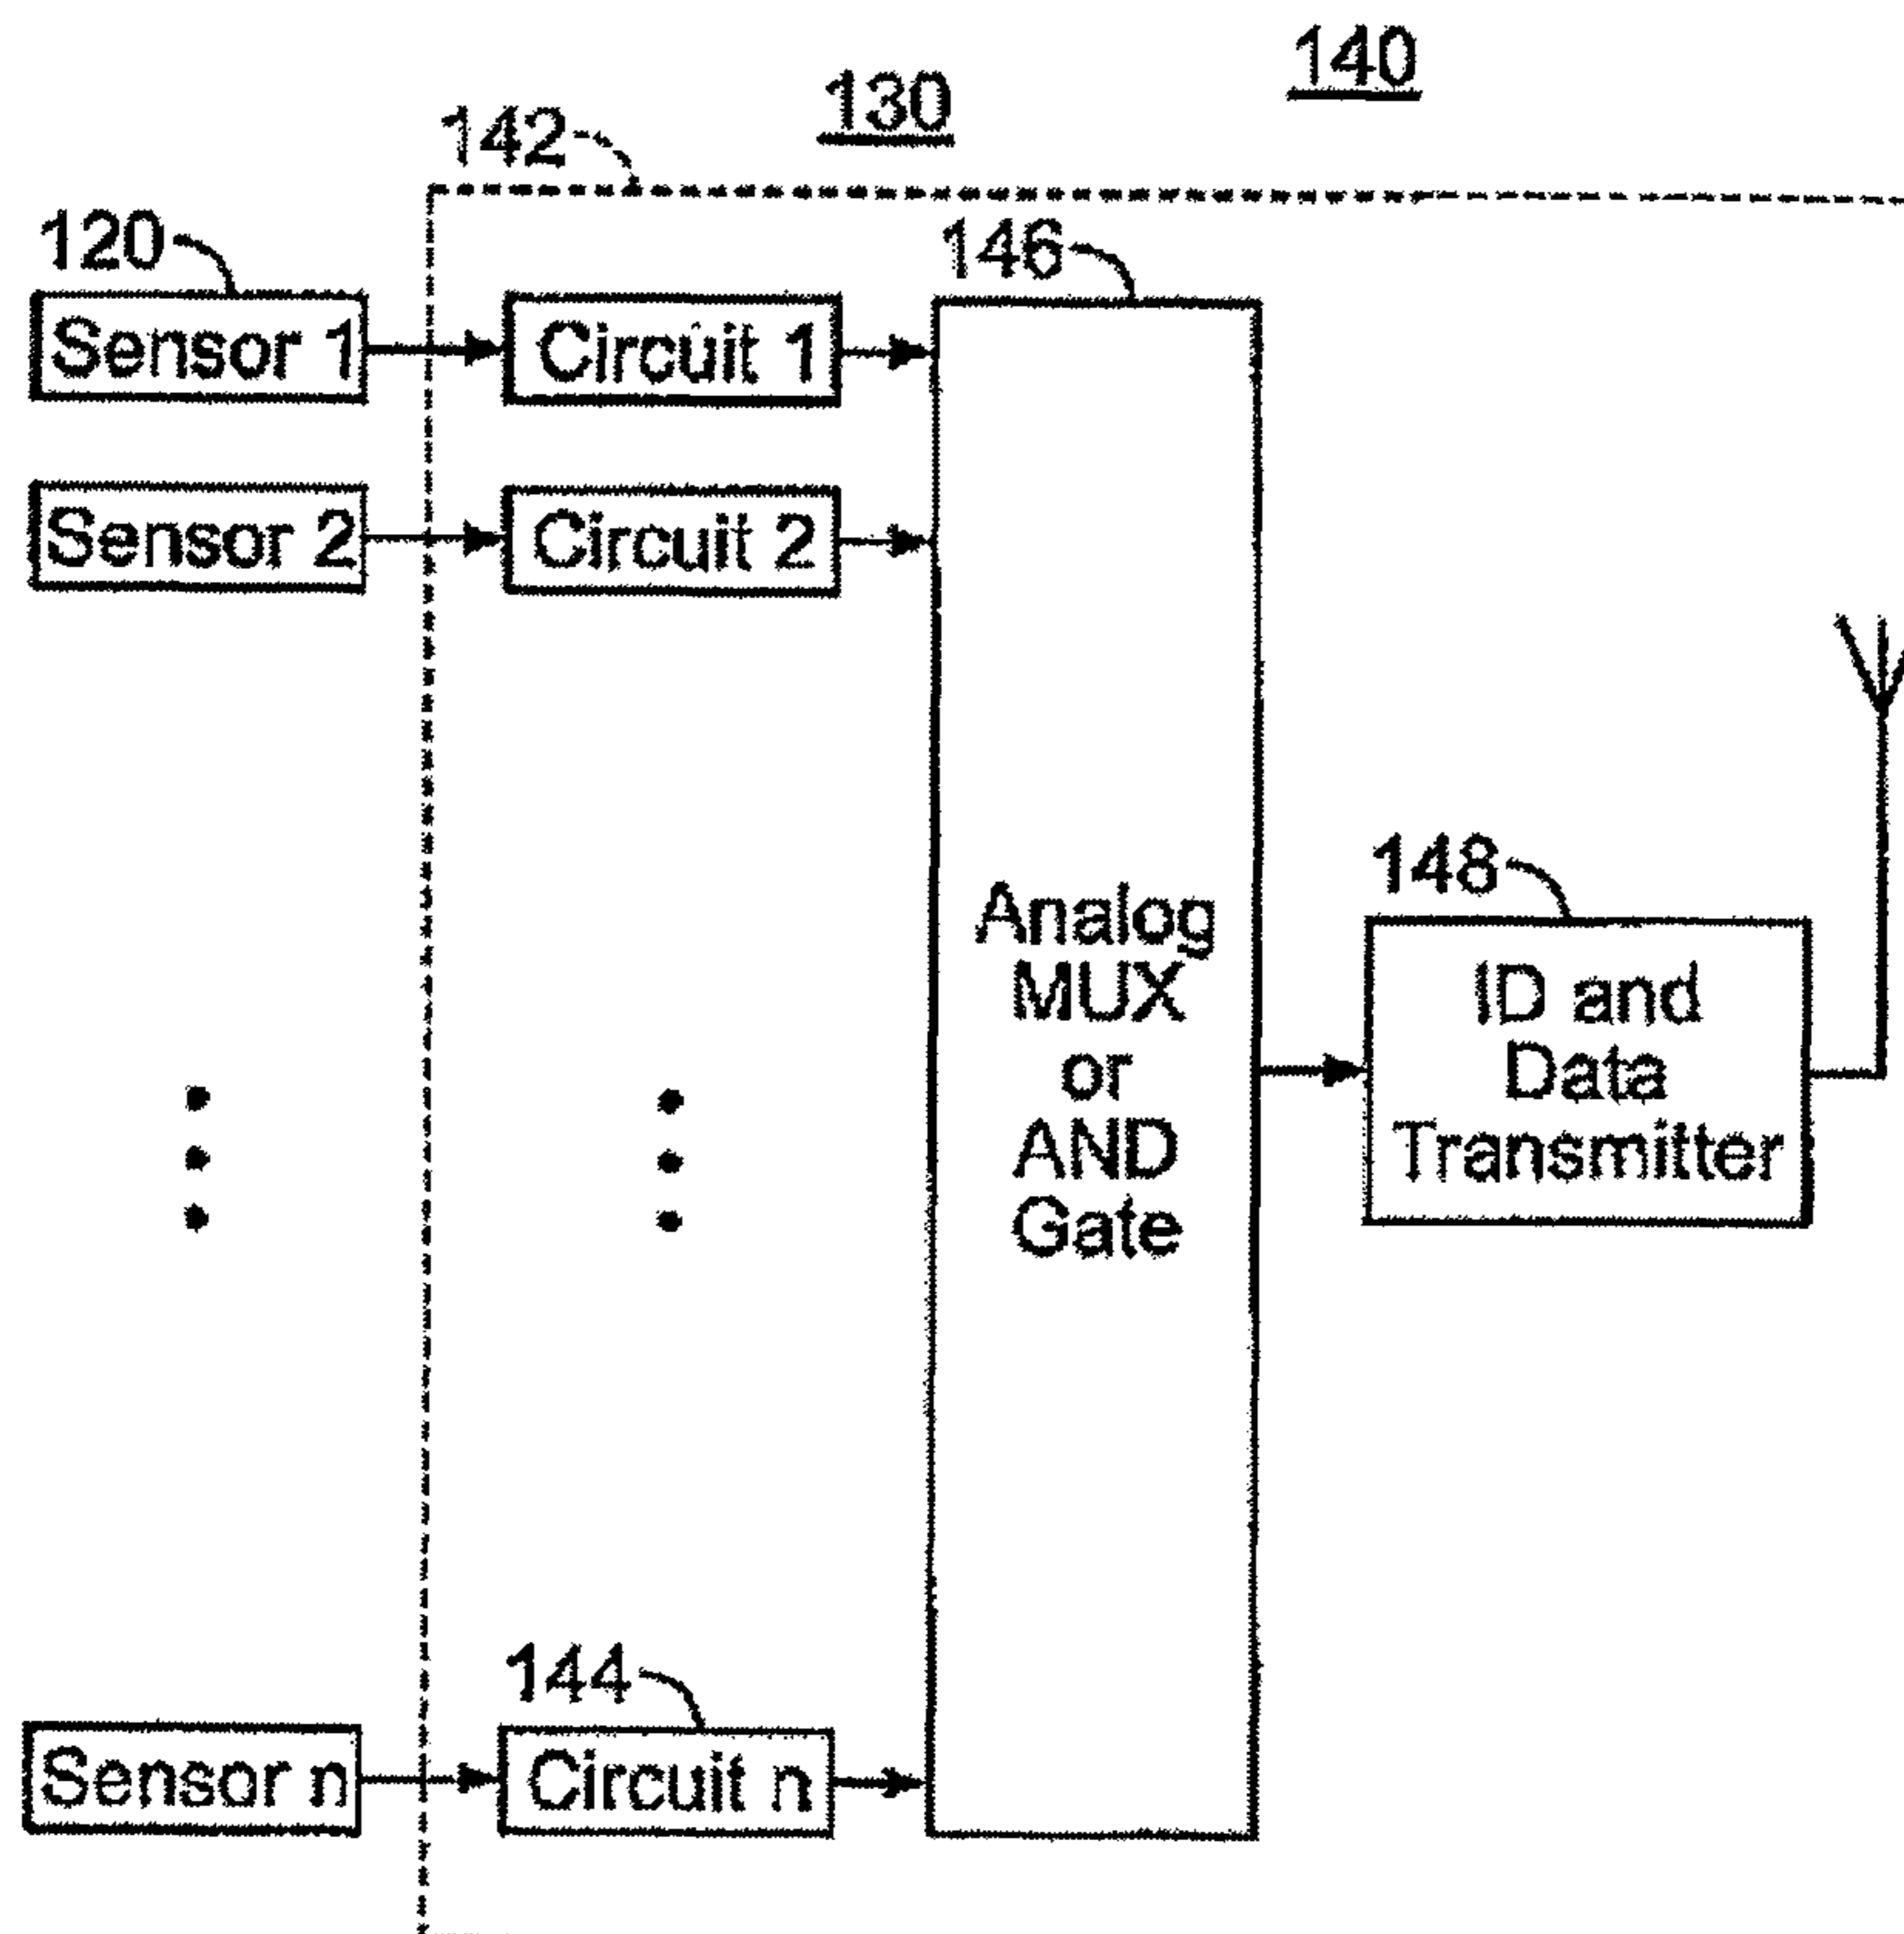 140
130
142
120
146
Sensor 1
Circuit 1
Sensor 2
Circuit 2
148
Analog
MUX
or
AND
Gate
ID and
Data
Transmitter
144
Sensor n
Circuit n